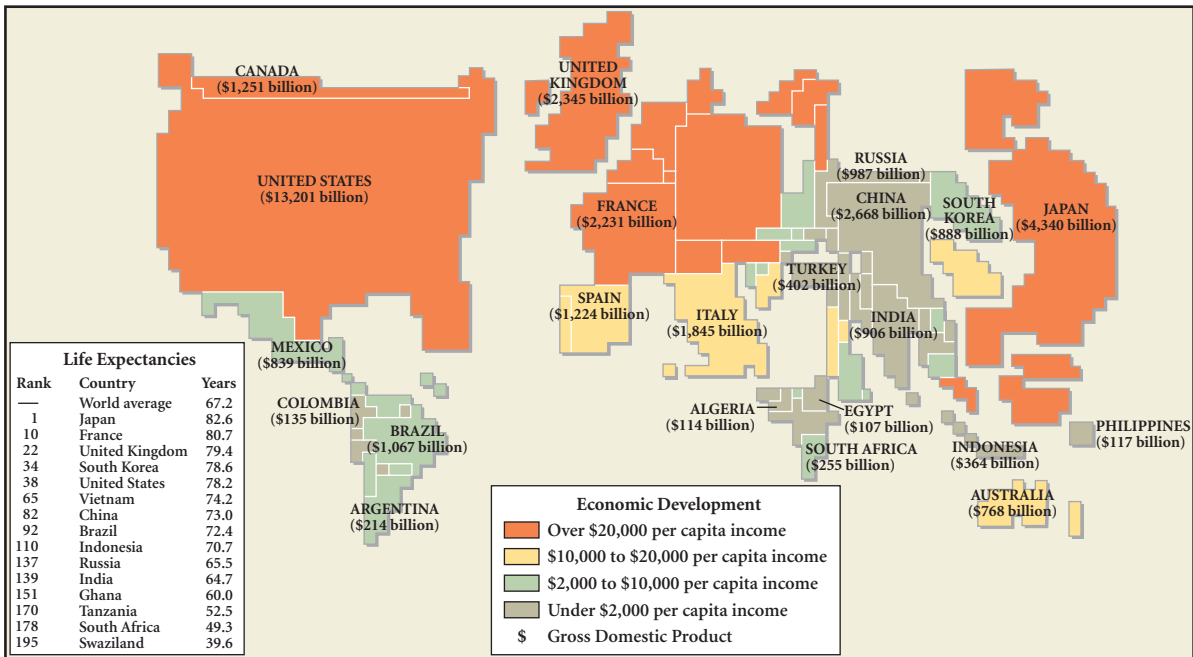 CANADA
($1,251 billion)
UNITED STATES
($13,201 billion)
MEXICO
($839 billion)
COLOMBIA
($135 billion)
BRAZIL
($1,067 billion)
ARGENTINA
($214 billion)
UNITED
KINGDOM
($2,345 billion)
FRANCE
($2,231 billion)
SPAIN
($1,224 billion)
ITALY
($1,845 billion)
RUSSIA
($987 billion)
CHINA
($2,668 billion)
SOUTH
KOREA
($888 billion)
JAPAN
($4,340 billion)
TURKEY
($402 billion)
INDIA
($906 billion)
ALGERIA
($114 billion)
EGYPT
($107 billion)
SOUTH AFRICA
($255 billion)
INDONESIA
($364 billion)
PHILIPPINES
($117 billion)
AUSTRALIA
($768 billion)
Life Expectancies
Rank Country Years
— World average 67.2
1 Japan 82.6
10 France 80.7
22 United Kingdom 79.4
34 South Korea 78.6
38 United States 78.2
65 Vietnam 74.2
82 China 73.0
92 Brazil 72.4
110 Indonesia 70.7
137 Russia 65.5
139 India 64.7
151 Ghana 60.0
170 Tanzania 52.5
178 South Africa 49.3
195 Swaziland 39.6
Economic Development
Over $20,000 per capita income
$10,000 to $20,000 per capita income
$2,000 to $10,000 per capita income
Under $2,000 per capita income
$ Gross Domestic Product